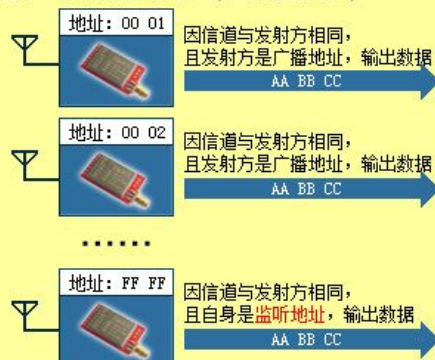 地址: 00 01
因信道与发射方相同，
且发射方是广播地址，输出数据
AA BB CC
地址: 00 02
因信道与发射方相同，
且发射方是广播地址，输出数据
AA BB CC
......
地址: FF FF
因信道与发射方相同，
且自身是监听地址，输出数据
AA BB CC